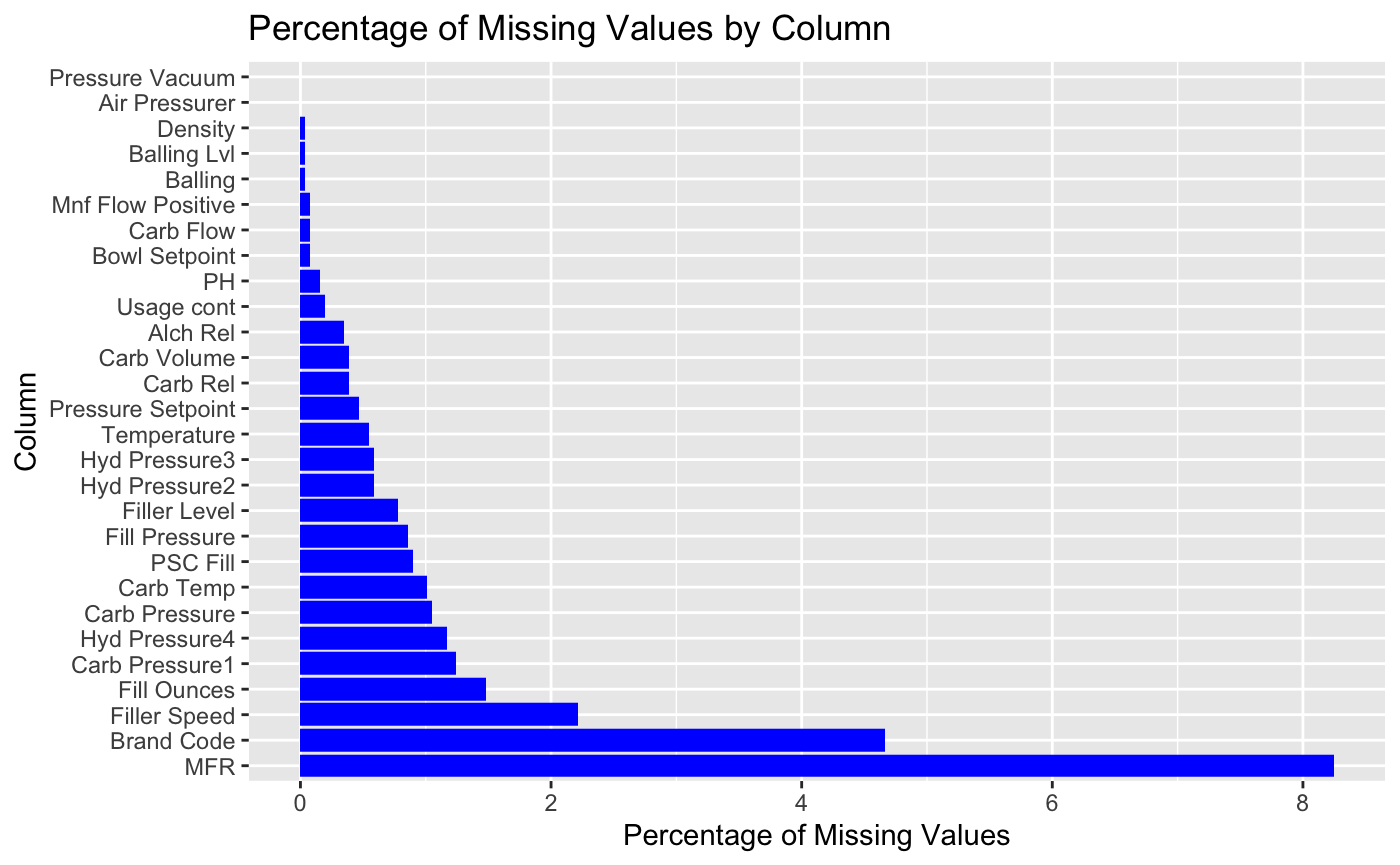 Percentage of Missing Values by Column
Pressure Vacuum
Air Pressurer
Density
Balling Lvl
Balling
Mnf Flow Positive
Carb Flow
Bowl Setpoint
PH
Usage cont
Alch Rel
Carb Volume
Carb Rel
Pressure Setpoint
Temperature
Hyd Pressure3
Hyd Pressure2
Filler Level
Fill Pressure
PSC Fill
Carb Temp
Carb Pressure
Hyd Pressure4
Carb Pressure1
Fill Ounces
Filler Speed
Brand Code
MFR
Column
0 2 4 6 8
Percentage of Missing Values